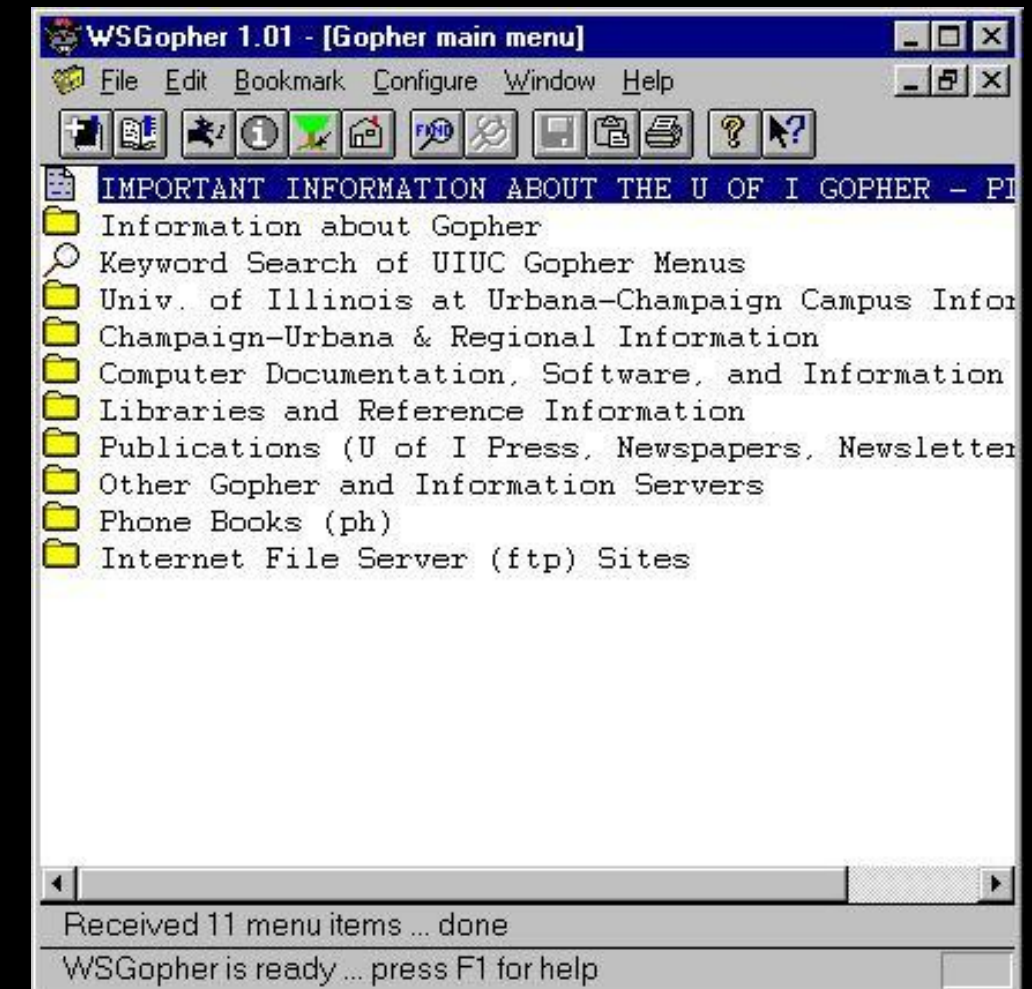 WSGopher 1.01 - [Gopher main menu]
File Edit Bookmark Configure Window Help
FIND
IMPORTANT INFORMATION ABOUT THE U OF I GOPHER - 
Information about Gopher
Keyword Search of UIUC Gopher Menus
Univ. of Illinois at Urbana-Champaign Campus
Champaign-Urbana & Regional Information
Computer Documentation, Software, and Information
Libraries and Reference Information
Publications (U of I Press, Newspapers,
Other Gopher and Information Servers
Phone Books (ph)
Internet File Server (ftp) Sites
Received 11 menu items ... done
WSGopher is ready ... press F1 for help